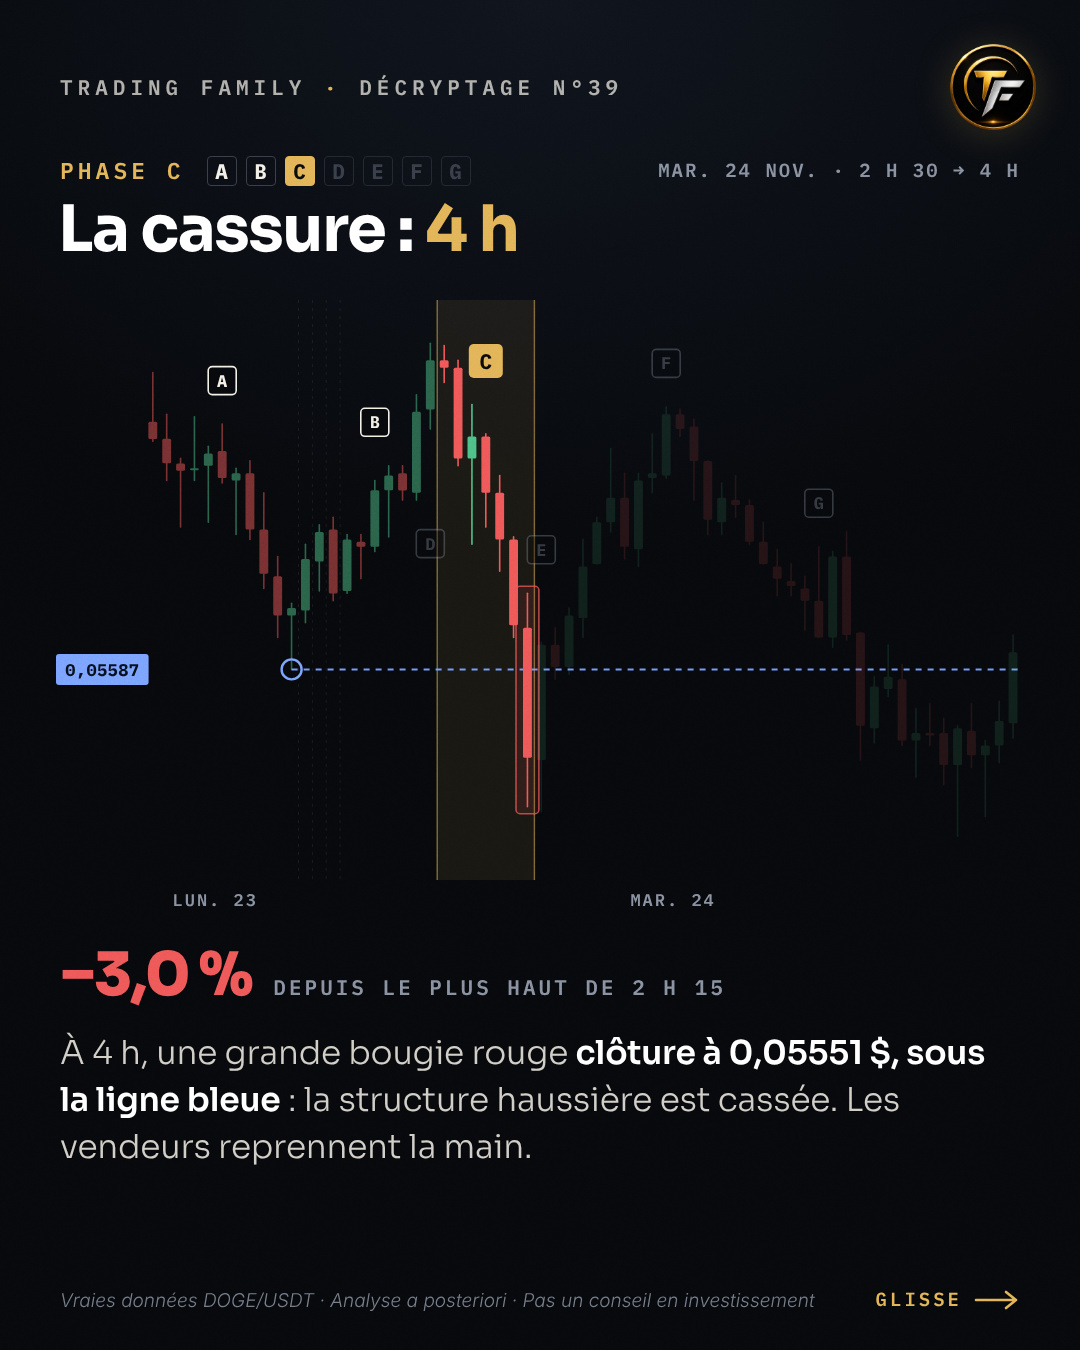 TRADING FAMILY · DÉCRYPTAGE N°39
TF
PHASE C A B C D E F G
MAR. 24 NOV. · 2 H 30 → 4 H
La cassure : 4 h
C
F
A
B
G
D
E
0,05587
LUN. 23
MAR. 24
−3,0 % DEPUIS LE PLUS HAUT DE 2 H 15
À 4 h, une grande bougie rouge clôture à 0,05551 $, sous
la ligne bleue : la structure haussière est cassée. Les
vendeurs reprennent la main.
Vraies données DOGE/USDT · Analyse a posteriori · Pas un conseil en investissement
GLISSE →